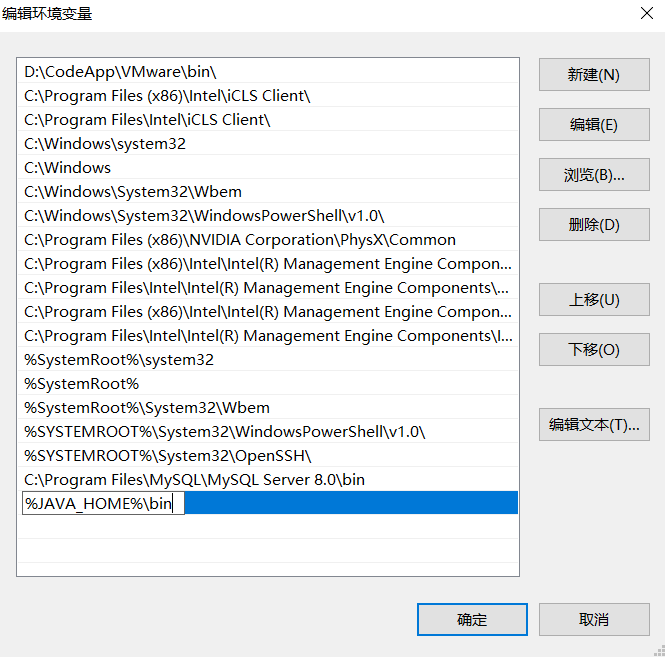 编辑环境变量
D:\CodeApp\VMware\bin\
C:\Program Files (x86)\Intel\iCLS Client\
C:\Program Files\Intel\iCLS Client\
C:\Windows\system32
C:\Windows
C:\Windows\System32\Wbem
C:\Windows\System32\WindowsPowerShell\v1.0\
C:\Program Files (x86)\NVIDIA Corporation\PhysX\Common
C:\Program Files (x86)\Intel\Intel(R) Management Engine Compon...
C:\Program Files\Intel\Intel(R) Management Engine Components\...
C:\Program Files (x86)\Intel\Intel(R) Management Engine Compon...
C:\Program Files\Intel\Intel(R) Management Engine Components\I...
%SystemRoot%\system32
%SystemRoot%
%SystemRoot%\System32\Wbem
%SYSTEMROOT%\System32\WindowsPowerShell\v1.0\
%SYSTEMROOT%\System32\OpenSSH\
C:\Program Files\MySQL\MySQL Server 8.0\bin
%JAVA_HOME%\bin
新建(N)
编辑(E)
浏览(B)...
删除(D)
上移(U)
下移(O)
编辑文本(T)...
确定
取消